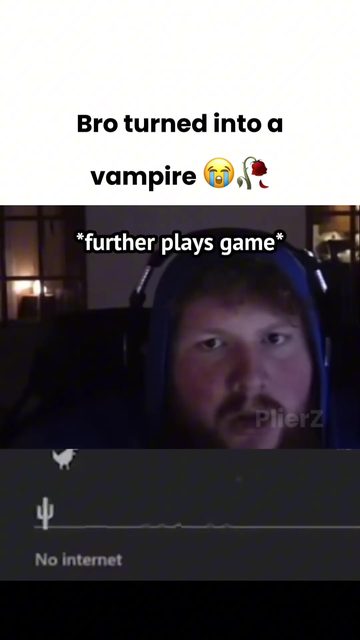 Bro turned into a
vampire 😭🥀
*further plays game*
PlierZ
No internet